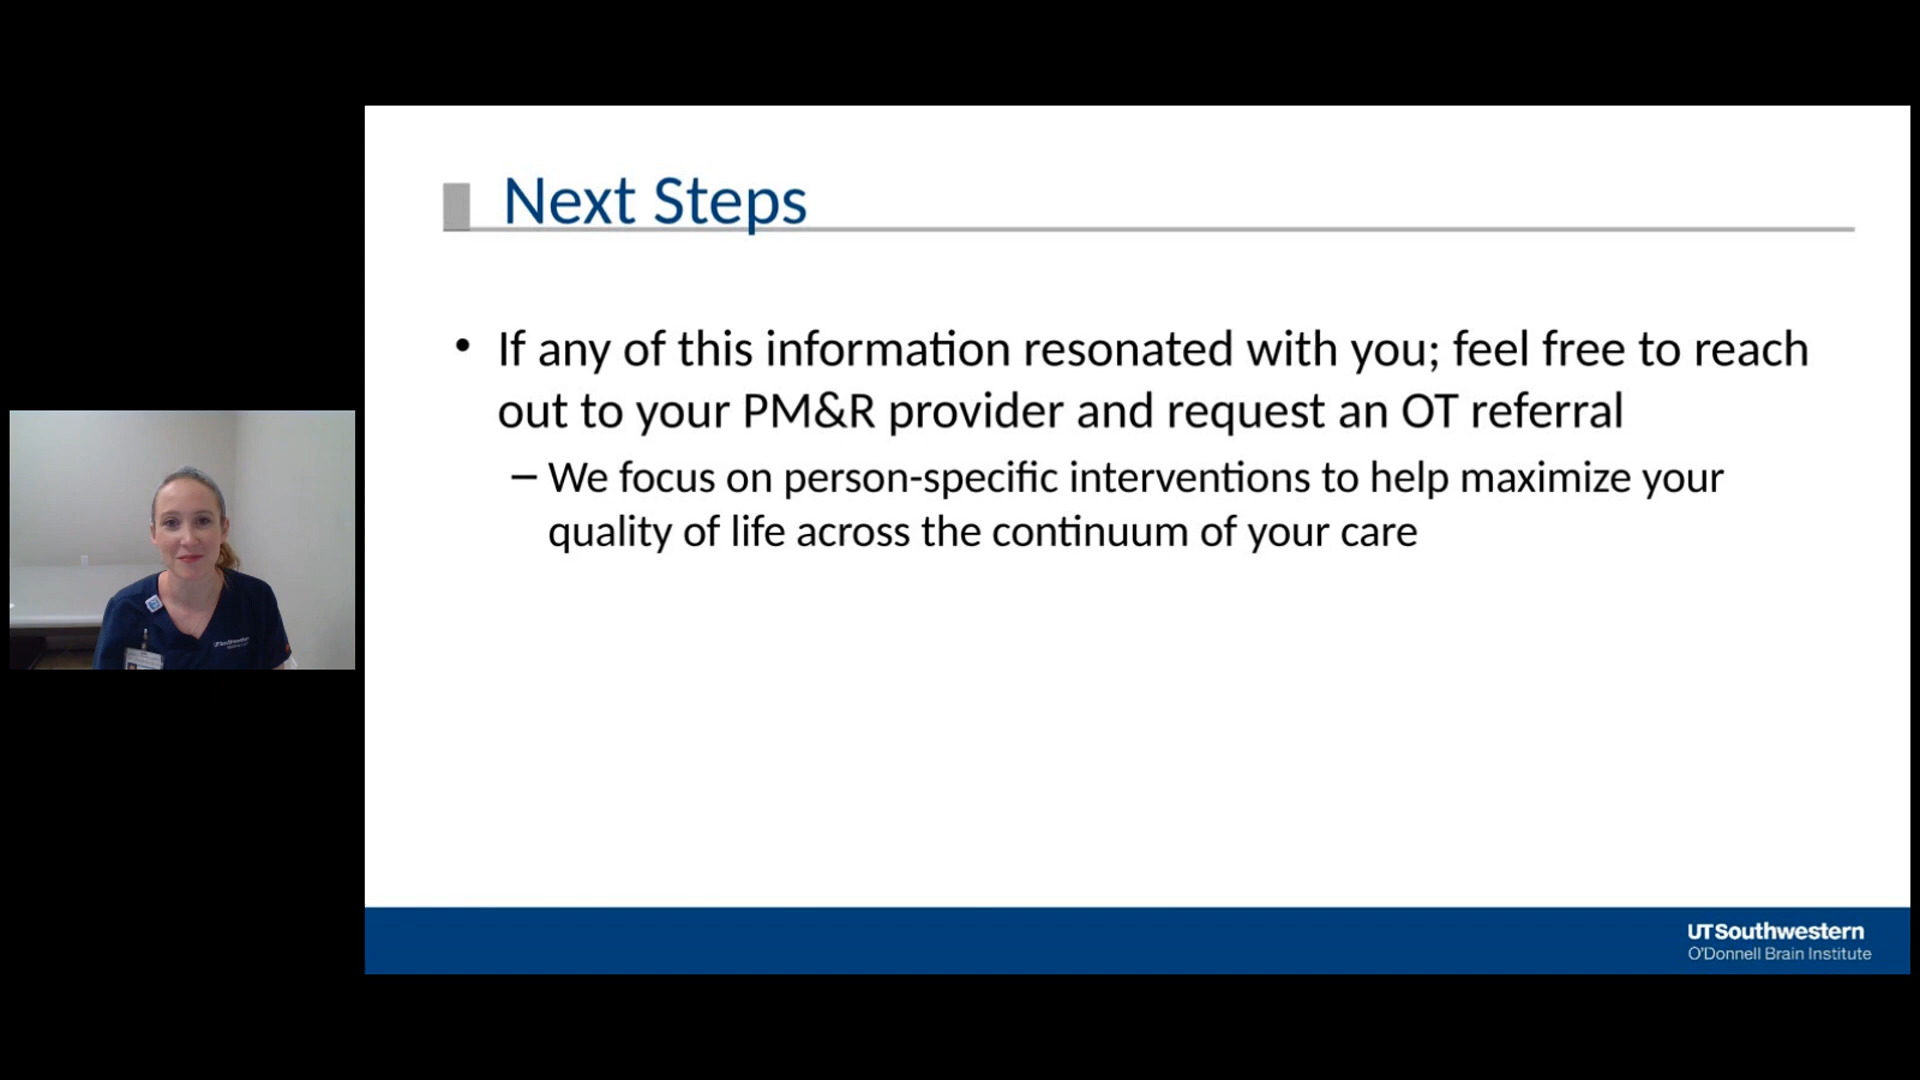 Next Steps
• If any of this information resonated with you; feel free to reach
out to your PM&R provider and request an OT referral
– We focus on person-specific interventions to help maximize your
quality of life across the continuum of your care
UTSouthwestern
O'Donnell Brain Institute